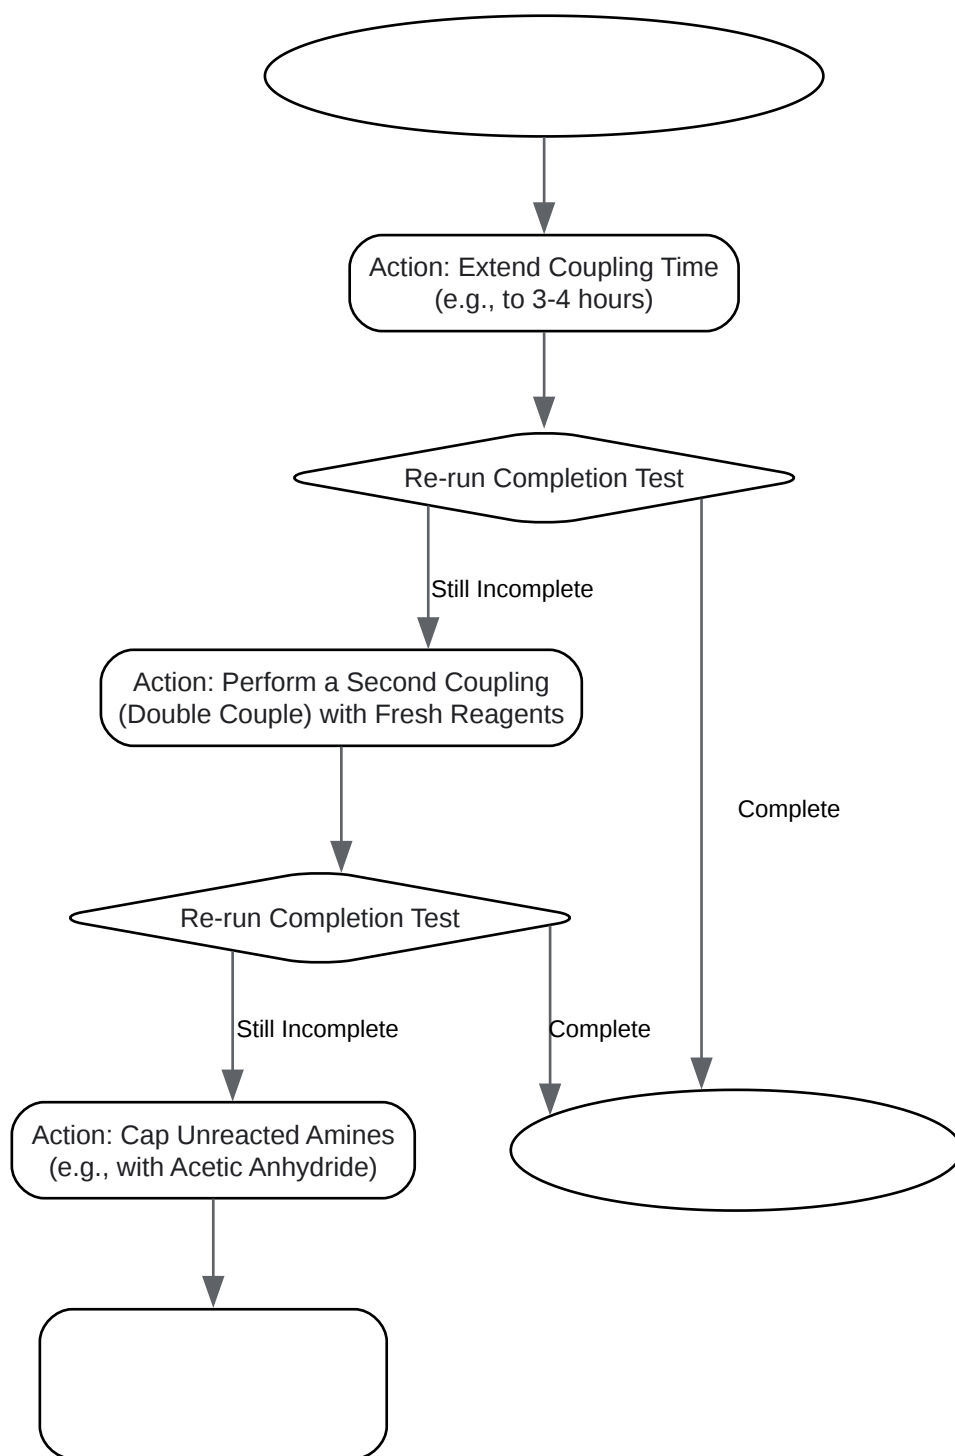 Action: Extend Coupling Time
(e.g., to 3-4 hours)
Re-run Completion Test
Still Incomplete
Action: Perform a Second Coupling
(Double Couple) with Fresh Reagents
Complete
Re-run Completion Test
Still Incomplete
Complete
Action: Cap Unreacted Amines
(e.g., with Acetic Anhydride)